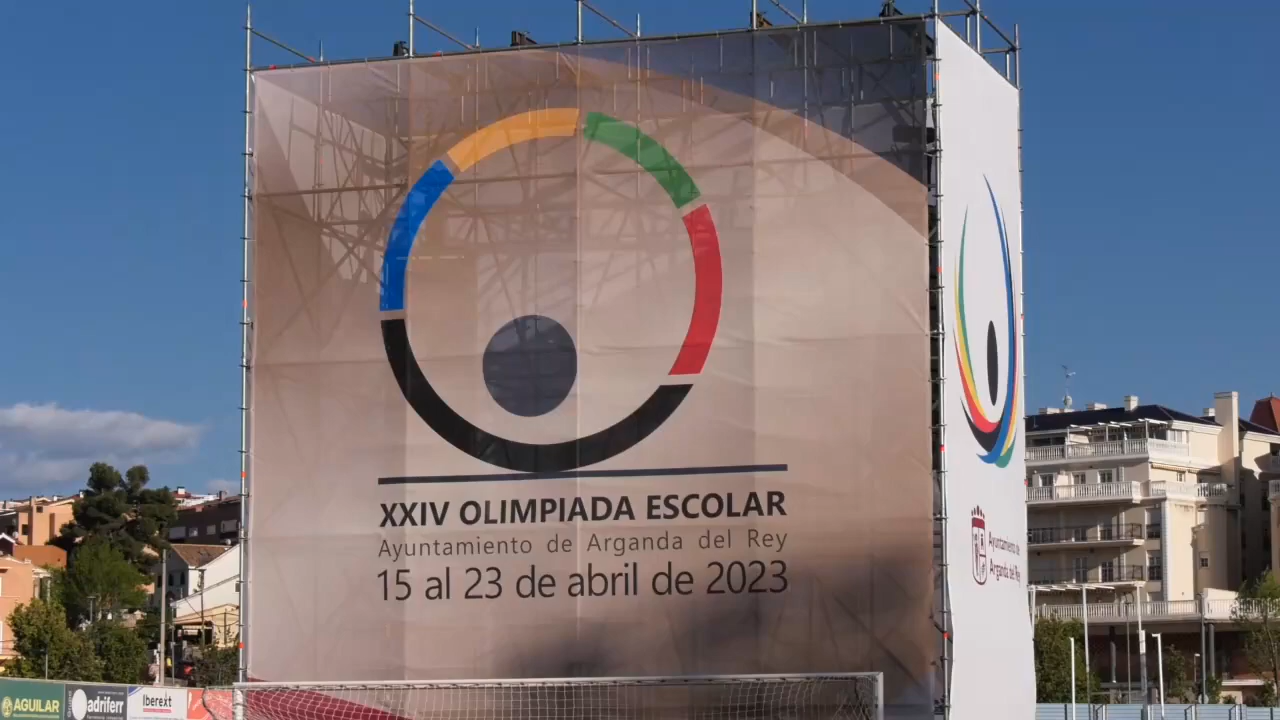 XXIV OLIMPIADA ESCOLAR
Ayuntamiento de Arganda del Rey
15 al 23 de abril de 2023
Ayuntamiento de
Arganda del Rey
AGUILAR
adriferr
Iberext